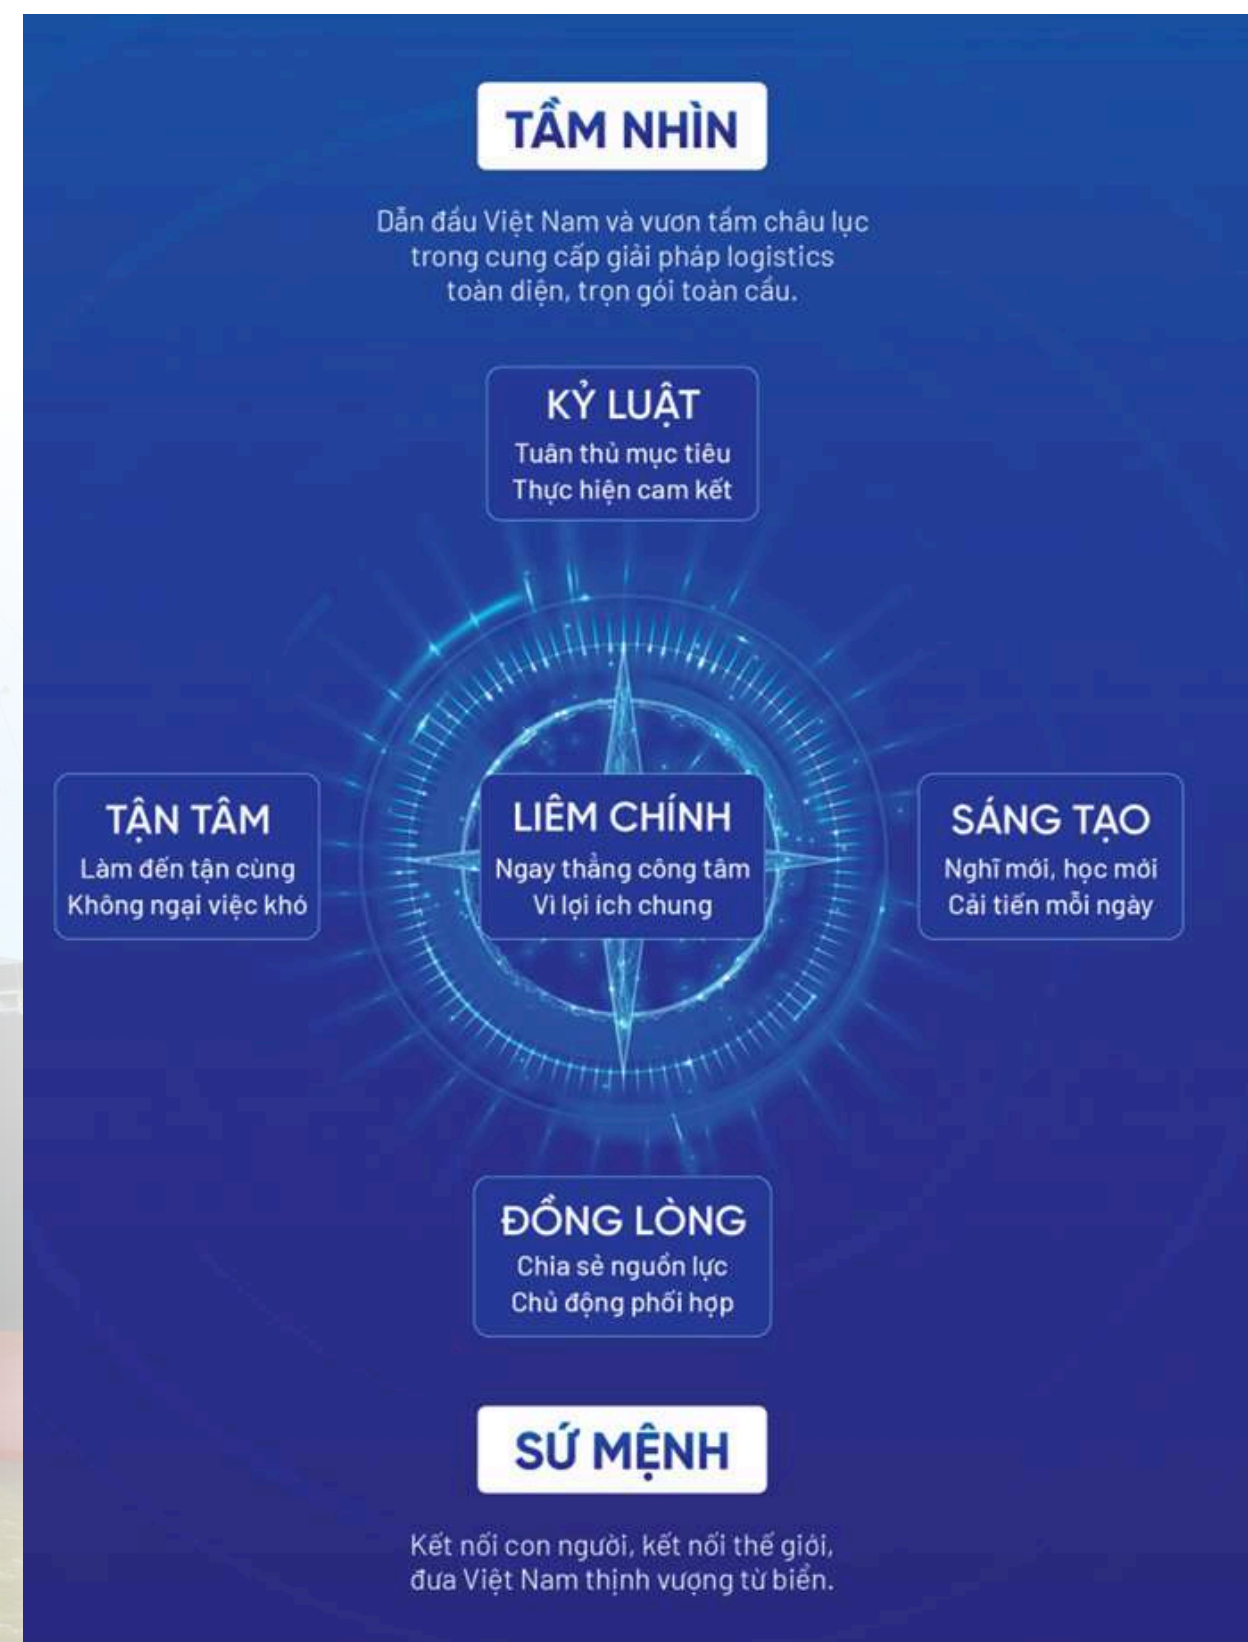 TẦM NHÌN
Dẫn đầu Việt Nam và vươn tầm châu lục
trong cung cấp giải pháp logistics
toàn diện, trọn gói toàn cầu.
KỶ LUẬT
Tuân thủ mục tiêu
Thực hiện cam kết
TẬN TÂM
Làm đến tận cùng
Không ngại việc khó
LIÊM CHÍNH
Ngay thẳng công tâm
Vì lợi ích chung
SÁNG TẠO
Nghĩ mới, học mới
Cải tiến mỗi ngày
ĐỒNG LÒNG
Chia sẻ nguồn lực
Chủ động phối hợp
SỨ MỆNH
Kết nối con người, kết nối thế giới,
đưa Việt Nam thịnh vượng từ biển.